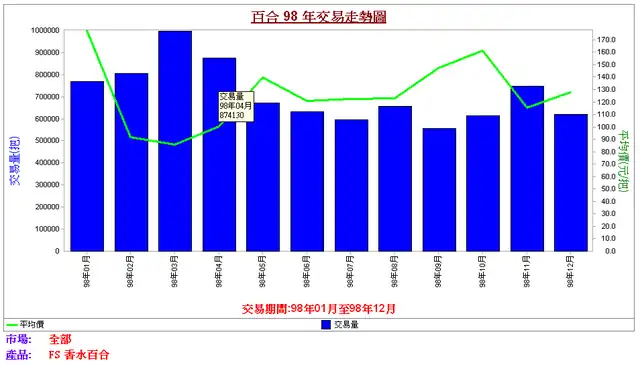 百合 98 年交易走勢圖
1000000
900000
800000
700000
600000
500000
400000
300000
200000
100000
0
交易量(把)
170.0
160.0
150.0
140.0
130.0
120.0
110.0
100.0
90.0
80.0
70.0
60.0
50.0
40.0
30.0
20.0
10.0
0.0
平均價(元/把)
交易量
98年04月
874130
98年01月
98年02月
98年03月
98年04月
98年05月
98年06月
98年07月
98年08月
98年09月
98年10月
98年11月
98年12月
交易期間:98年01月至98年12月
平均價
交易量
市場: 全部
產品: FS 香水百合